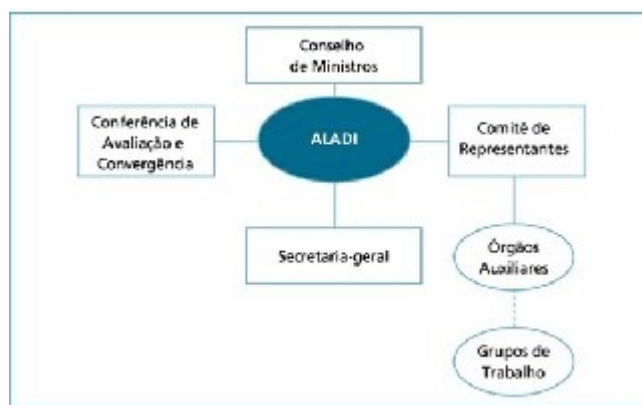 Conselho
de Ministros
Conferência de
Avaliação e
Convergência
ALADI
Comitê de
Representantes
Secretaria-geral
Órgãos
Auxiliares
Grupos de
Trabalho